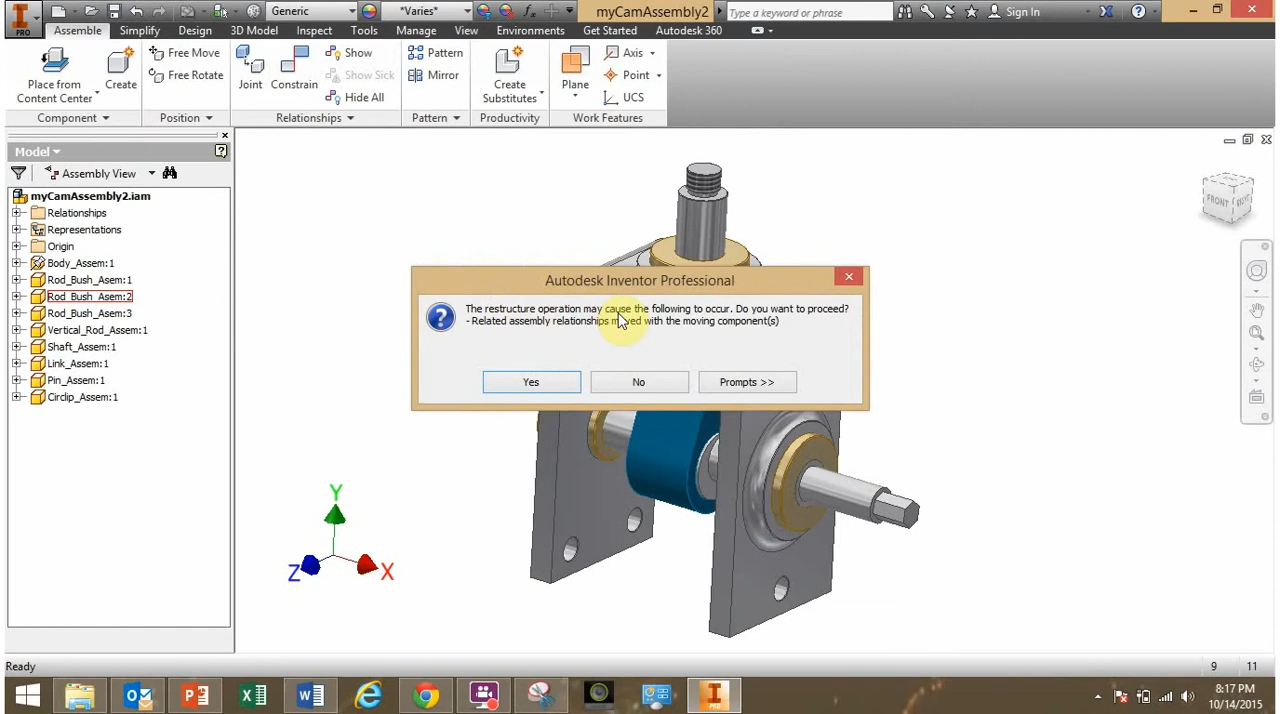 Generic
*Varies*
myCamAssembly2
Type a keyword or phrase
Sign In
PRO
Assemble
Simplify
Design
3D Model
Inspect
Tools
Manage
View
Environments
Get Started
Autodesk 360
Place from
Content Center
Create
Free Move
Free Rotate
Joint
Constrain
Show
Show Sick
Hide All
Pattern
Mirror
Create
Substitutes
Plane
Axis
Point
UCS
Component
Position
Relationships
Pattern
Productivity
Work Features
Model
Assembly View
myCamAssembly2.iam
Relationships
Representations
Origin
Body_Assem:1
Rod_Bush_Asem:1
Rod_Bush_Asem:2
Rod_Bush_Asem:3
Vertical_Rod_Assem:1
Shaft_Assem:1
Link_Assem:1
Pin_Assem:1
Circlip_Assem:1
FRONT
RIGHT
Autodesk Inventor Professional
The restructure operation may cause the following to occur. Do you want to proceed?
- Related assembly relationships moved with the moving component(s)
Yes
No
Prompts >>
Y
Z
X
Ready
9
11
PRO
8:17 PM
10/14/2015